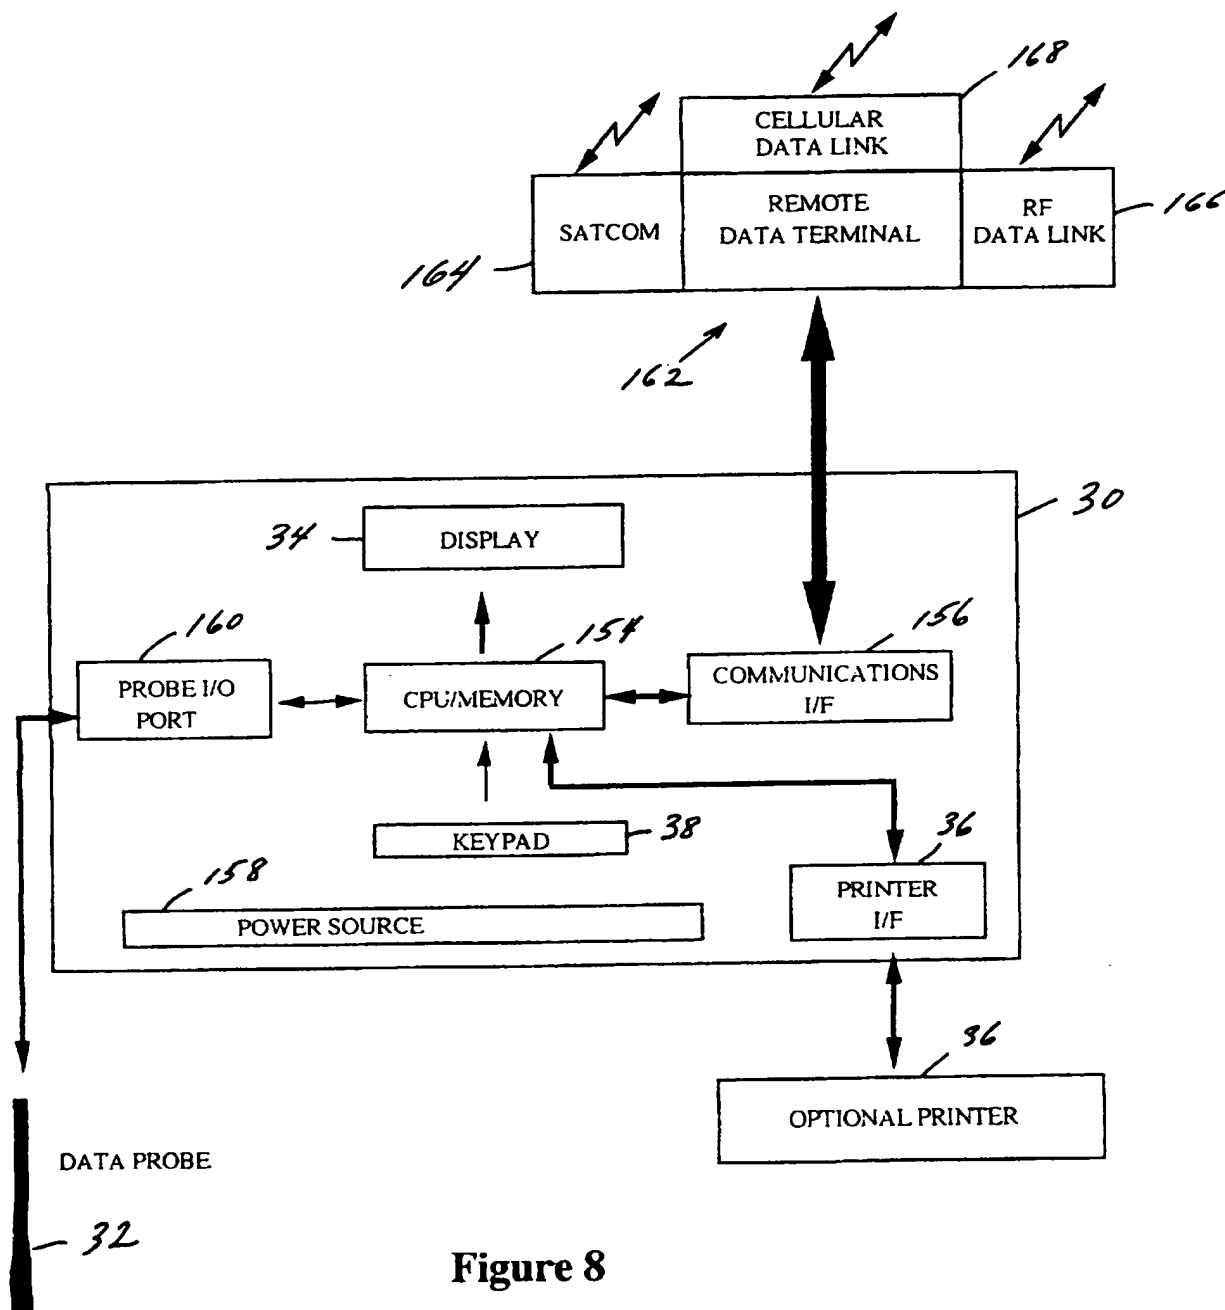 168
CELLULAR
DATA LINK
SATCOM
REMOTE
DATA TERMINAL
RF
DATA LINK
166
164
162
30
34
DISPLAY
160
154
156
PROBE I/O
PORT
CPU/MEMORY
COMMUNICATIONS
I/F
KEYPAD
38
36
158
POWER SOURCE
PRINTER
I/F
36
OPTIONAL PRINTER
DATA PROBE
32
Figure 8